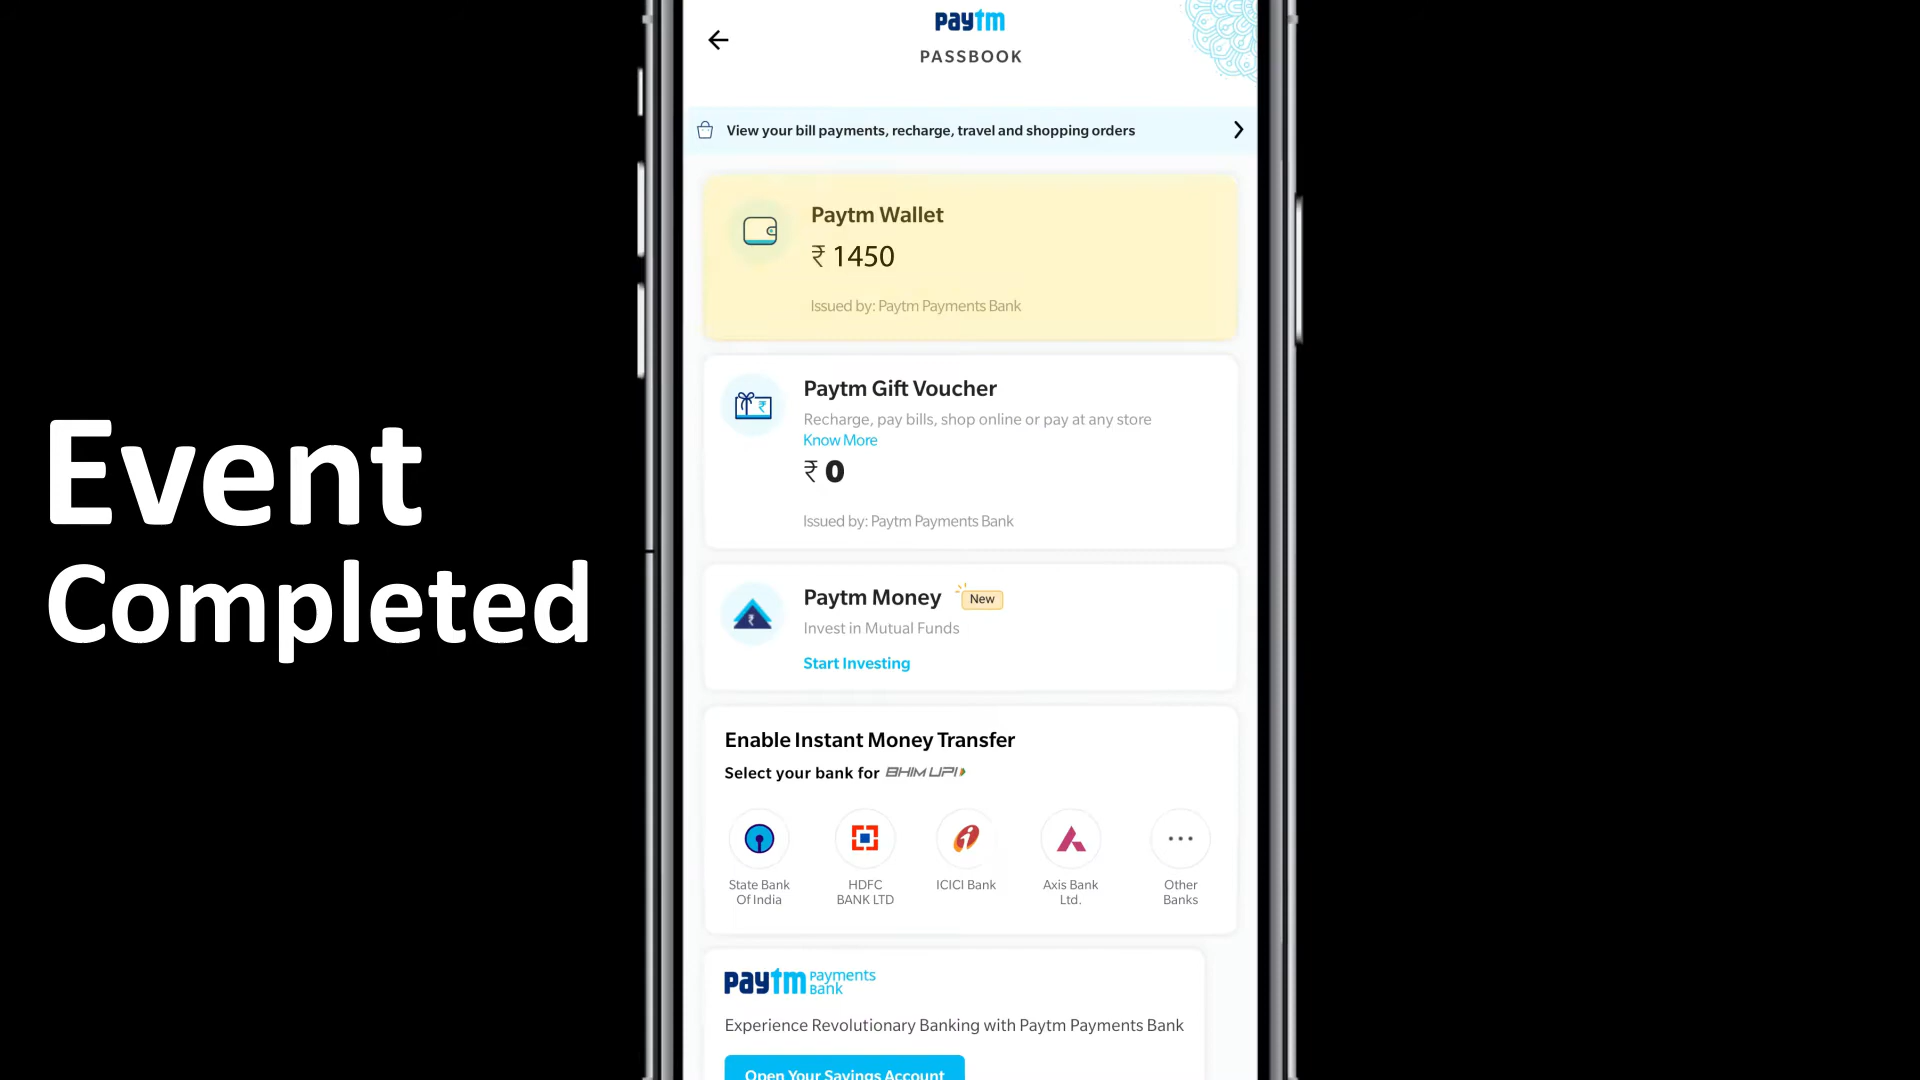 Event
Completed
paytm
PASSBOOK
View your bill payments, recharge, travel and shopping orders
Paytm Wallet
₹ 1450
Issued by: Paytm Payments Bank
Paytm Gift Voucher
Recharge, pay bills, shop online or pay at any store
Know More
₹ 0
Issued by: Paytm Payments Bank
Paytm Money New
Invest in Mutual Funds
Start Investing
Enable Instant Money Transfer
Select your bank for BHIM UPI
State Bank
Of India
HDFC
BANK LTD
ICICI Bank
Axis Bank
Ltd.
Other
Banks
paytm Payments
Bank
Experience Revolutionary Banking with Paytm Payments Bank
Open Your Savings Account